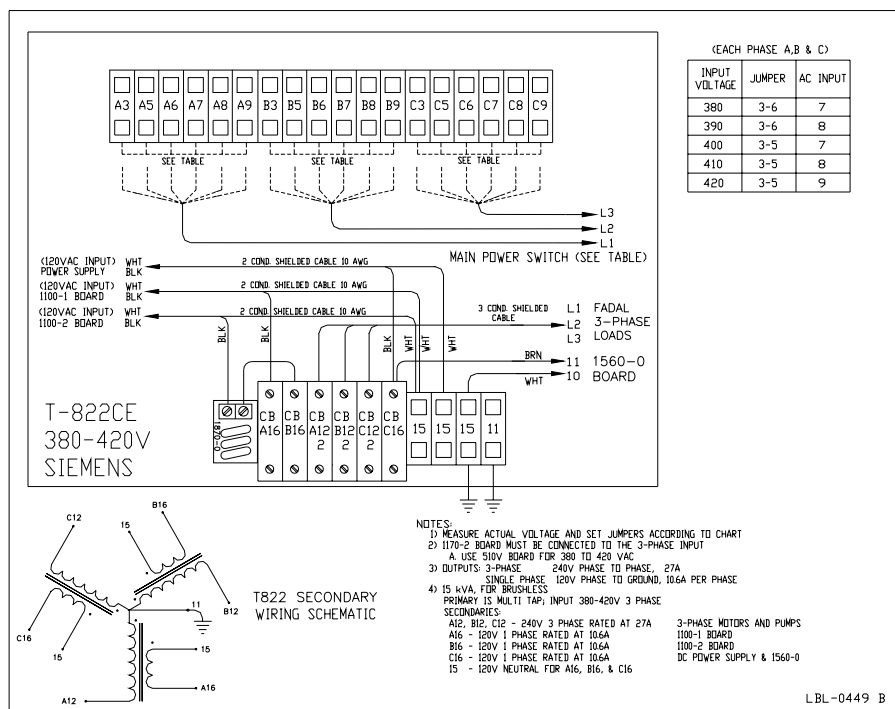 (EACH PHASE A,B & C)
INPUT VOLTAGE JUMPER AC INPUT
380 3-6 7
390 3-6 8
400 3-5 7
410 3-5 8
420 3-5 9
A3 A5 A6 A7 A8 A9 B3 B5 B6 B7 B8 B9 C3 C5 C6 C7 C8 C9
SEE TABLE SEE TABLE SEE TABLE
L3
L2
L1
MAIN POWER SWITCH (SEE TABLE)
(120VAC INPUT) WHT
POWER SUPPLY BLK
2 COND. SHIELDED CABLE 10 AWG
(120VAC INPUT) WHT
1100-1 BOARD BLK
2 COND. SHIELDED CABLE 10 AWG
(120VAC INPUT) WHT
1100-2 BOARD BLK
2 COND. SHIELDED CABLE 10 AWG
3 COND. SHIELDED
CABLE
L1 FADAL
L2 3-PHASE
L3 LOADS
BLK BLK BLK WHT WHT WHT
BRN 11 1560-0
WHT 10 BOARD
T-822CE
380-420V
SIEMENS
1870-0
CB A16
CB B16
CB A12 2
CB B12 2
CB C12 2
CB C16
15 15 15 11
B16
C12
15
B12
11
C16
15
15
A16
A12
T822 SECONDARY
WIRING SCHEMATIC
NOTES:
1) MEASURE ACTUAL VOLTAGE AND SET JUMPERS ACCORDING TO CHART
2) 1170-2 BOARD MUST BE CONNECTED TO THE 3-PHASE INPUT
A. USE 510V BOARD FOR 380 TO 420 VAC
3) OUTPUTS: 3-PHASE 240V PHASE TO PHASE, 27A
SINGLE PHASE 120V PHASE TO GROUND, 10.6A PER PHASE
4) 15 kVA, FOR BRUSHLESS
PRIMARY IS MULTI TAP; INPUT 380-420V 3 PHASE
SECONDARIES:
A12, B12, C12 - 240V 3 PHASE RATED AT 27A 3-PHASE MOTORS AND PUMPS
A16 - 120V 1 PHASE RATED AT 10.6A 1100-1 BOARD
B16 - 120V 1 PHASE RATED AT 10.6A 1100-2 BOARD
C16 - 120V 1 PHASE RATED AT 10.6A DC POWER SUPPLY & 1560-0
15 - 120V NEUTRAL FOR A16, B16, & C16
LBL-0449 B